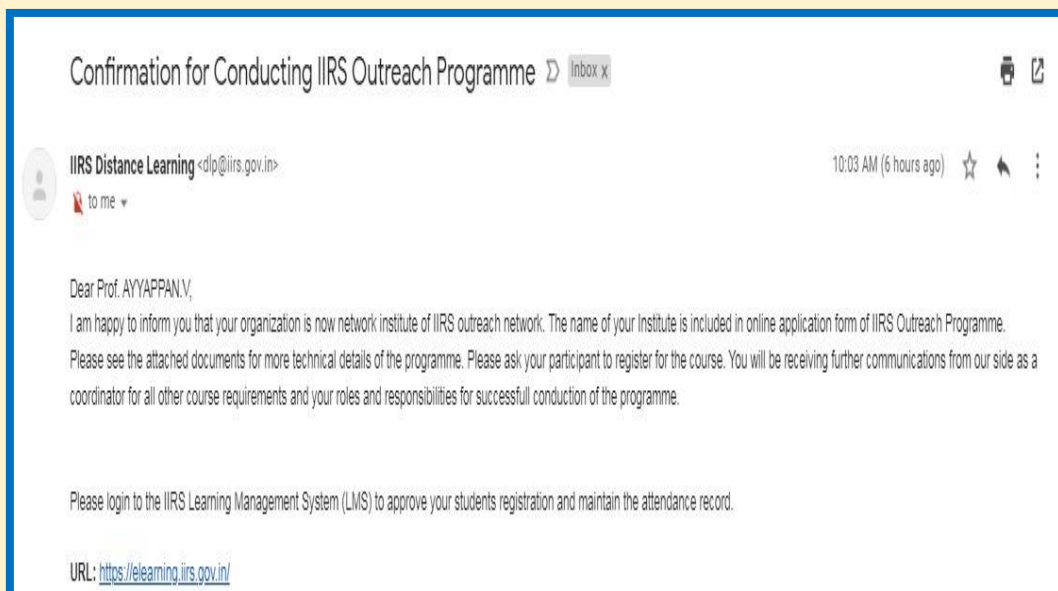 Confirmation for Conducting IIRS Outreach Programme Inbox x
IIRS Distance Learning <dlp@iirs.gov.in>
10:03 AM (6 hours ago)
to me
Dear Prof. AYYAPPAN.V,
I am happy to inform you that your organization is now network institute of IIRS outreach network. The name of your Institute is included in online application form of IIRS Outreach Programme.
Please see the attached documents for more technical details of the programme. Please ask your participant to register for the course. You will be receiving further communications from our side as a
coordinator for all other course requirements and your roles and responsibilities for successfull conduction of the programme.
Please login to the IIRS Learning Management System (LMS) to approve your students registration and maintain the attendance record.
URL: https://elearning.iirs.gov.in/